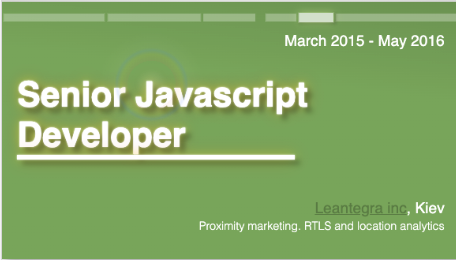 March 2015 - May 2016
Senior Javascript
Developer
Leantegra inc, Kiev
Proximity marketing. RTLS and location analytics